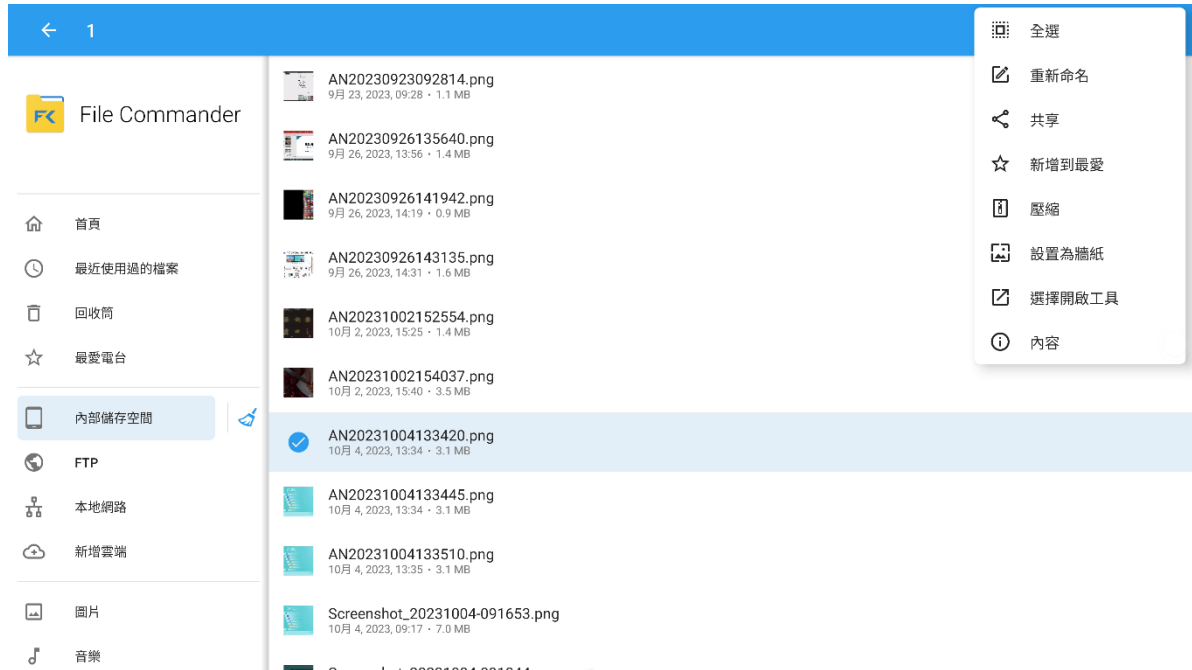 1
File Commander
首頁
最近使用過的檔案
回收筒
最愛電台
內部儲存空間
FTP
本地網路
新增雲端
圖片
音樂
AN20230923092814.png
9月 23, 2023, 09:28 · 1.1 MB
AN20230926135640.png
9月 26, 2023, 13:56 · 1.4 MB
AN20230926141942.png
9月 26, 2023, 14:19 · 0.9 MB
AN20230926143135.png
9月 26, 2023, 14:31 · 1.6 MB
AN20231002152554.png
10月 2, 2023, 15:25 · 1.4 MB
AN20231002154037.png
10月 2, 2023, 15:40 · 3.5 MB
AN20231004133420.png
10月 4, 2023, 13:34 · 3.1 MB
AN20231004133445.png
10月 4, 2023, 13:34 · 3.1 MB
AN20231004133510.png
10月 4, 2023, 13:35 · 3.1 MB
Screenshot_20231004-091653.png
10月 4, 2023, 09:17 · 7.0 MB
全選
重新命名
共享
新增到最愛
壓縮
設置為牆紙
選擇開啟工具
內容